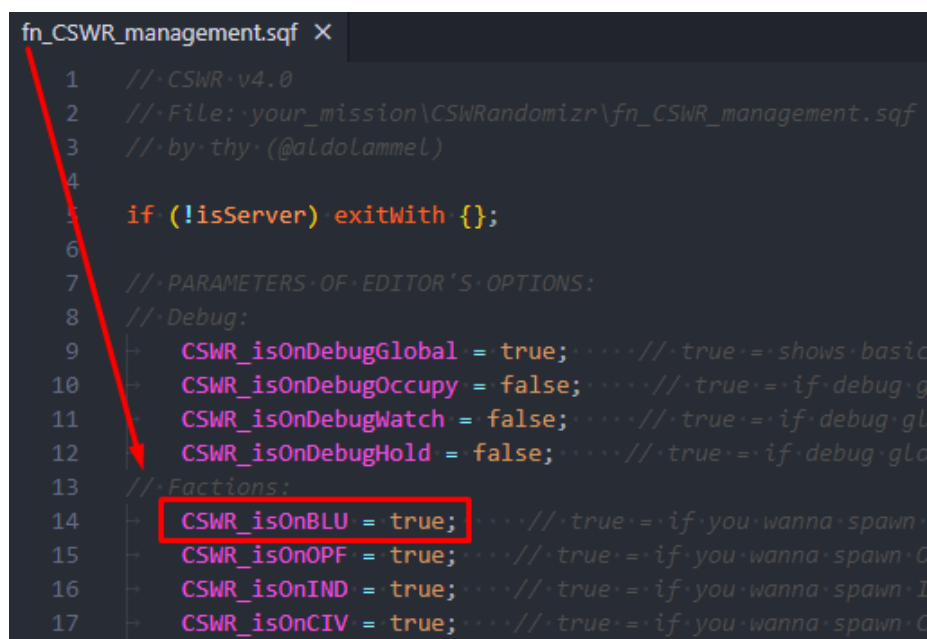 fn_CSWR_management.sqf ×
1 // CSWR v4.0
2 // File: your_mission\CSWRandomizr\fn_CSWR_management.sqf
3 // by thy (@aldolammel)
4
5 if (!isServer) exitWith {};
6
7 // PARAMETERS OF EDITOR'S OPTIONS:
8 // Debug:
9 CSWR_isOnDebugGlobal = true; // true = shows basic
10 CSWR_isOnDebugOccupy = false; // true = if debug g
11 CSWR_isOnDebugWatch = false; // true = if debug gl
12 CSWR_isOnDebugHold = false; // true = if debug glo
13 // Factions:
14 CSWR_isOnBLU = true; // true = if you wanna spawn
15 CSWR_isOnOPF = true; // true = if you wanna spawn O
16 CSWR_isOnIND = true; // true = if you wanna spawn I
17 CSWR_isOnCIV = true; // true = if you wanna spawn C